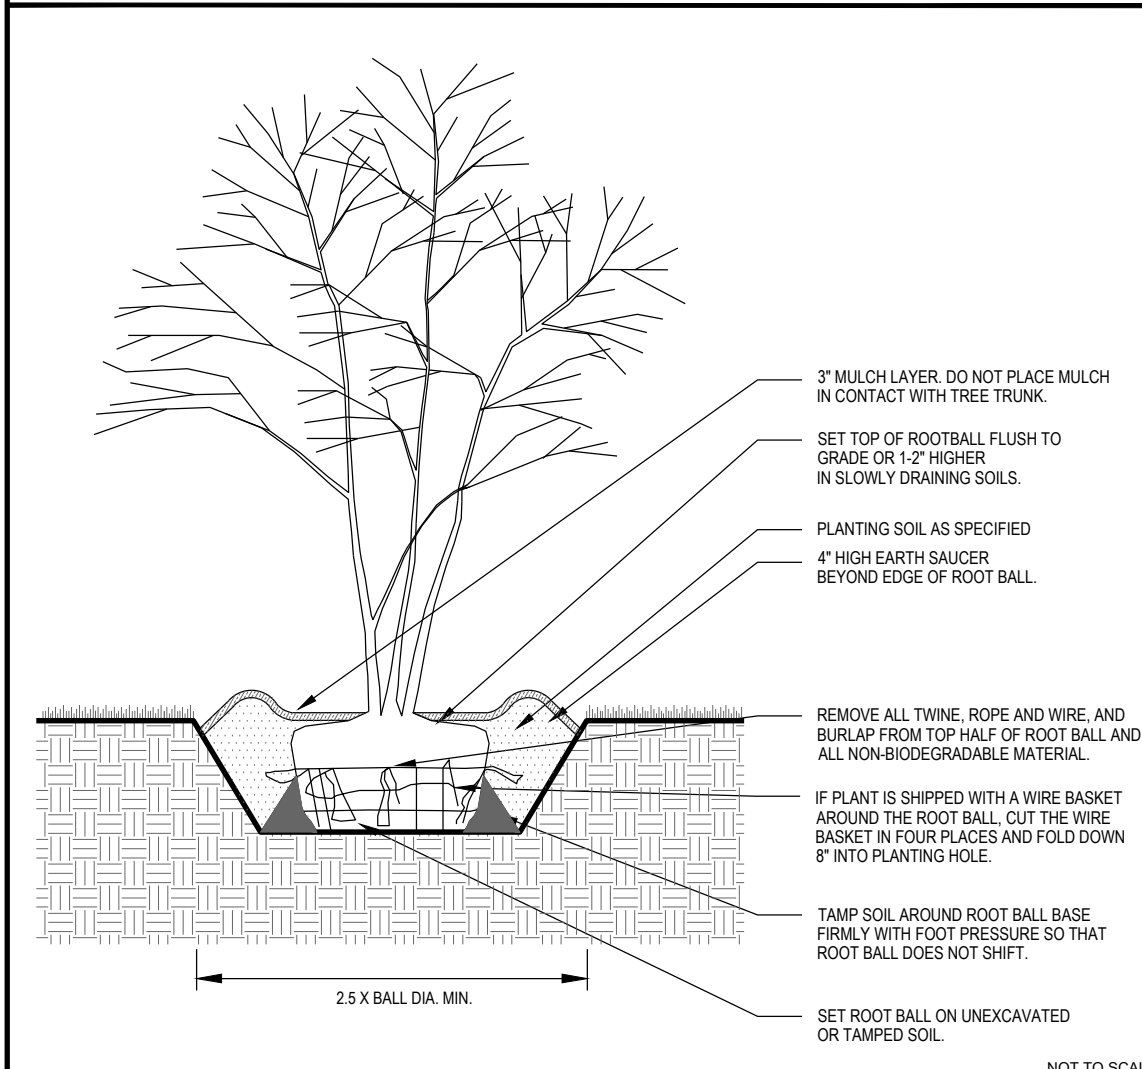 3" MULCH LAYER. DO NOT PLACE MULCH
IN CONTACT WITH TREE TRUNK.
SET TOP OF ROOTBALL FLUSH TO
GRADE OR 1-2" HIGHER
IN SLOWLY DRAINING SOILS.
PLANTING SOIL AS SPECIFIED
4" HIGH EARTH SAUCER
BEYOND EDGE OF ROOT BALL.
REMOVE ALL TWINE, ROPE AND WIRE, AND
BURLAP FROM TOP HALF OF ROOT BALL AND
ALL NON-BIODEGRADABLE MATERIAL.
IF PLANT IS SHIPPED WITH A WIRE BASKET
AROUND THE ROOT BALL, CUT THE WIRE
BASKET IN FOUR PLACES AND FOLD DOWN
8" INTO PLANTING HOLE.
TAMP SOIL AROUND ROOT BALL BASE
FIRMLY WITH FOOT PRESSURE SO THAT
ROOT BALL DOES NOT SHIFT.
2.5 X BALL DIA. MIN.
SET ROOT BALL ON UNEXCAVATED
OR TAMPED SOIL.
NOT TO